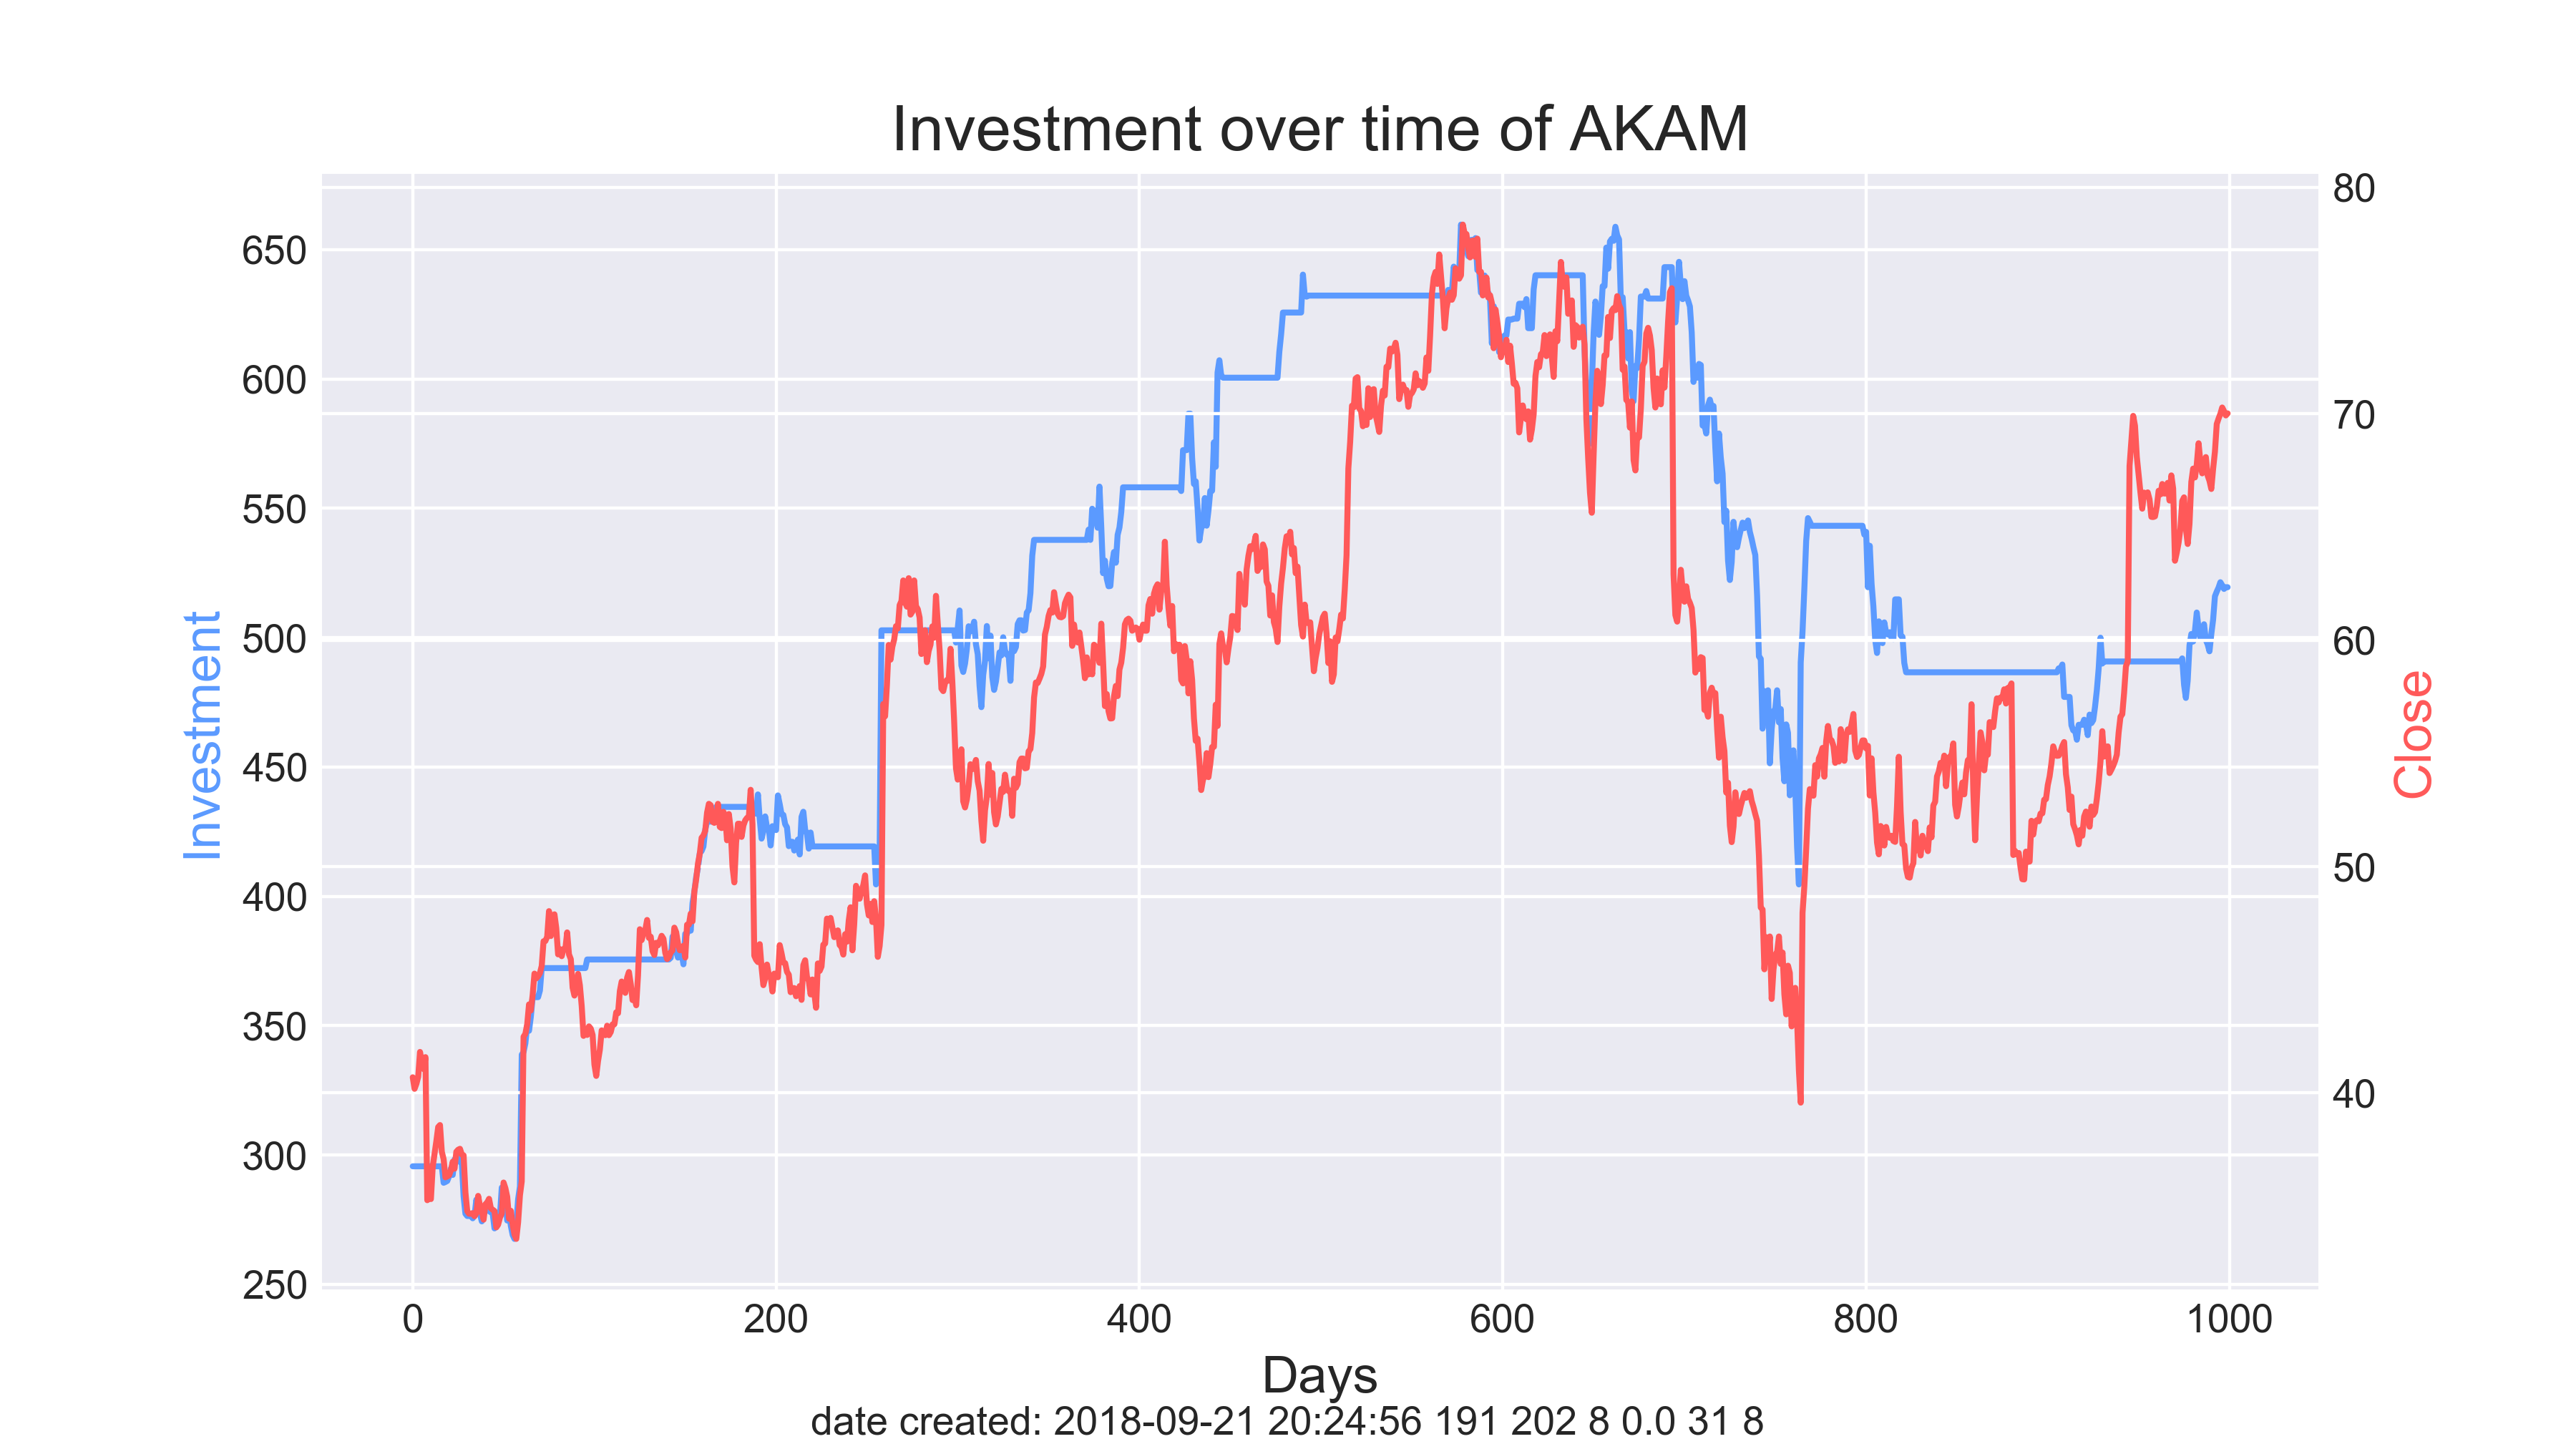 Investment over time of AKAM
Investment
650
600
550
500
450
400
350
300
250
80
70
60
50
40
Close
0 200 400 600 800 1000
Days
date created: 2018-09-21 20:24:56 191 202 8 0.0 31 8